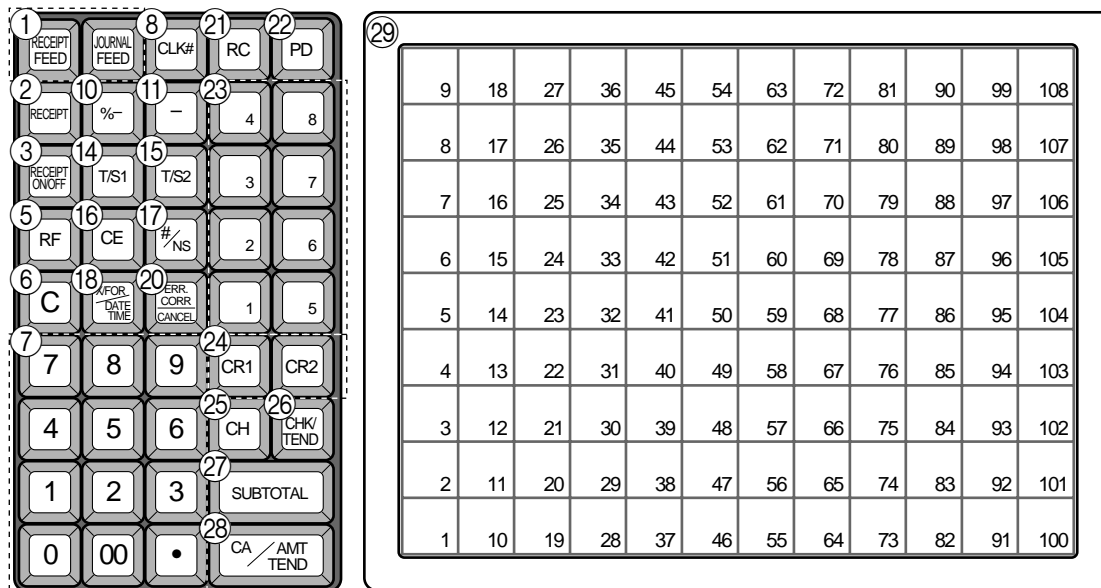 1 8 21 22
RECEIPT FEED JOURNAL FEED CLK# RC PD
2 10 11 23
RECEIPT %– – 4 8
3 14 15
RECEIPT ON/OFF T/S1 T/S2 3 7
5 16 17
RF CE #/NS 2 6
6 18 20
C X/FOR. DATE TIME ERR. CORR CANCEL 1 5
7 24
7 8 9 CR1 CR2
25 26
4 5 6 CH CHK/ TEND
27
1 2 3 SUBTOTAL
28
0 00 • CA / AMT TEND
29
9 18 27 36 45 54 63 72 81 90 99 108
8 17 26 35 44 53 62 71 80 89 98 107
7 16 25 34 43 52 61 70 79 88 97 106
6 15 24 33 42 51 60 69 78 87 96 105
5 14 23 32 41 50 59 68 77 86 95 104
4 13 22 31 40 49 58 67 76 85 94 103
3 12 21 30 39 48 57 66 75 84 93 102
2 11 20 29 38 47 56 65 74 83 92 101
1 10 19 28 37 46 55 64 73 82 91 100